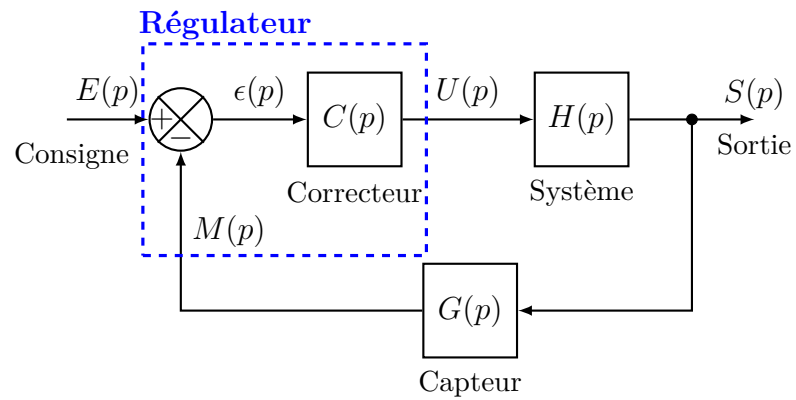 Régulateur
E(p)
ϵ(p)
U(p)
S(p)
+
−
C(p)
H(p)
Consigne
Sortie
Correcteur
Système
M(p)
G(p)
Capteur